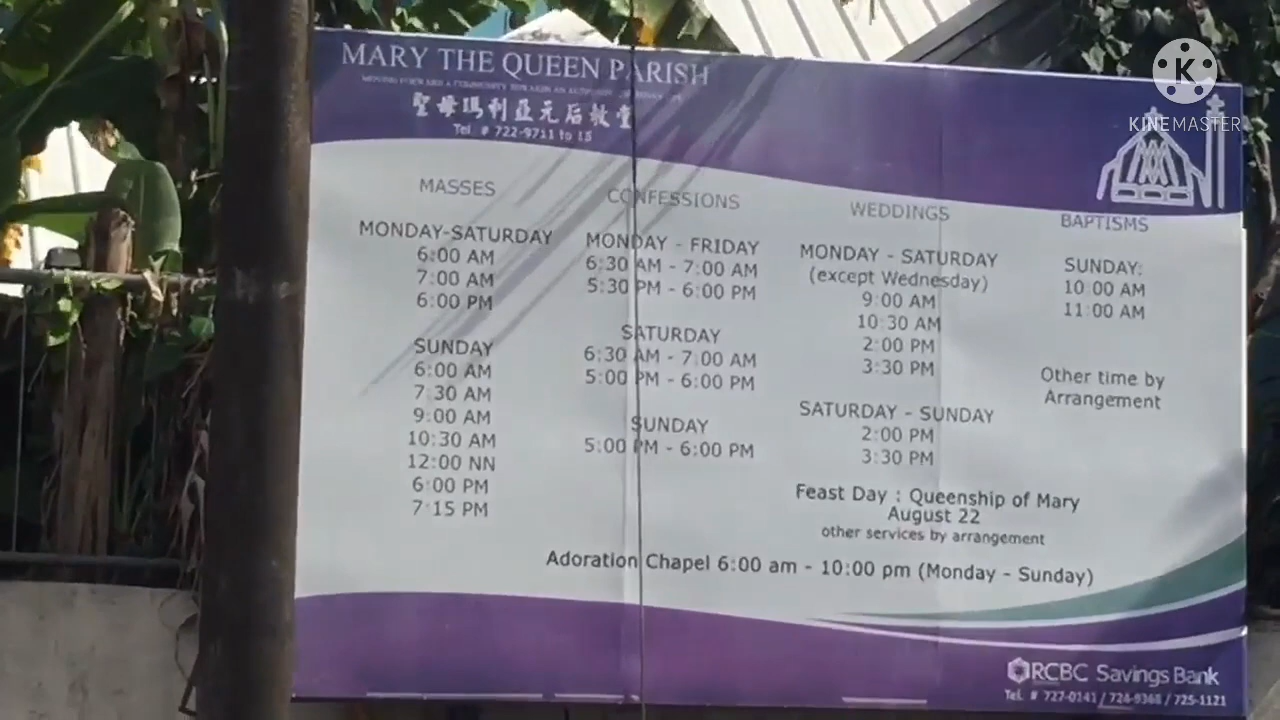 MARY THE QUEEN PARISH
聖母瑪利亞元后教堂
Tel. # 722-9711 to 15
MASSES
MONDAY-SATURDAY
6:00 AM
7:00 AM
6:00 PM
SUNDAY
6:00 AM
7:30 AM
9:00 AM
10:30 AM
12:00 NN
6:00 PM
7:15 PM
CONFESSIONS
MONDAY - FRIDAY
6:30 AM - 7:00 AM
5:30 PM - 6:00 PM
SATURDAY
6:30 AM - 7:00 AM
5:00 PM - 6:00 PM
SUNDAY
5:00 PM - 6:00 PM
WEDDINGS
MONDAY - SATURDAY
(except Wednesday)
9:00 AM
10:30 AM
2:00 PM
3:30 PM
SATURDAY - SUNDAY
2:00 PM
3:30 PM
BAPTISMS
SUNDAY:
10:00 AM
11:00 AM
Other time by
Arrangement
Feast Day : Queenship of Mary
August 22
other services by arrangement
Adoration Chapel 6:00 am - 10:00 pm (Monday - Sunday)
RCBC Savings Bank
Tel. # 727-0141 / 724-9366 / 725-1121
K
KINEMASTER